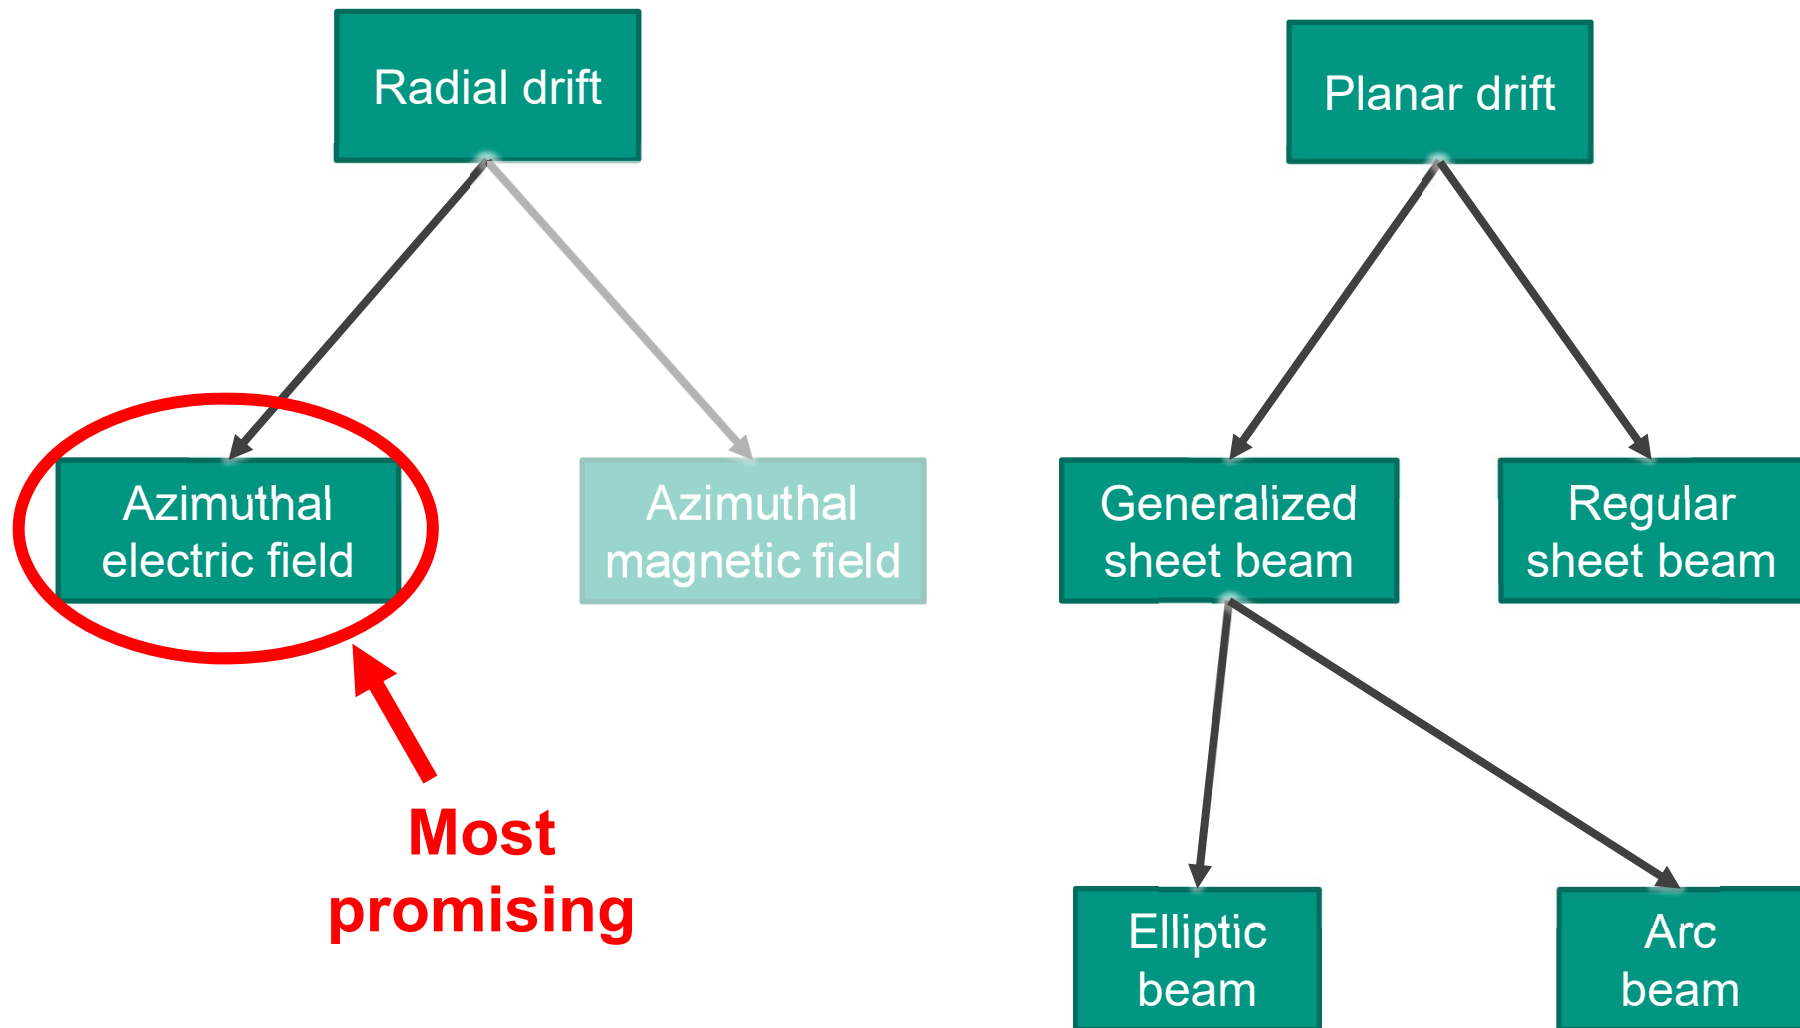 Radial drift
Planar drift
Azimuthal
electric field
Azimuthal
magnetic field
Generalized
sheet beam
Regular
sheet beam
Most
promising
Elliptic
beam
Arc
beam